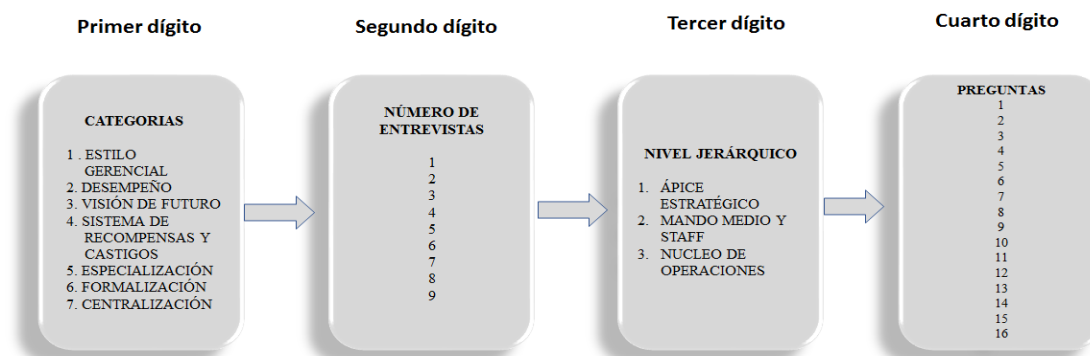 Primer dígito
Segundo dígito
Tercer dígito
Cuarto dígito
CATEGORIAS
1 . ESTILO
GERENCIAL
2. DESEMPEÑO
3. VISIÓN DE FUTURO
4. SISTEMA DE
RECOMPENSAS Y
CASTIGOS
5. ESPECIALIZACIÓN
6. FORMALIZACIÓN
7. CENTRALIZACIÓN
NÚMERO DE
ENTREVISTAS
1
2
3
4
5
6
7
8
9
NIVEL JERÁRQUICO
1. ÁPICE
ESTRATÉGICO
2. MANDO MEDIO Y
STAFF
3. NUCLEO DE
OPERACIONES
PREGUNTAS
1
2
3
4
5
6
7
8
9
10
11
12
13
14
15
16